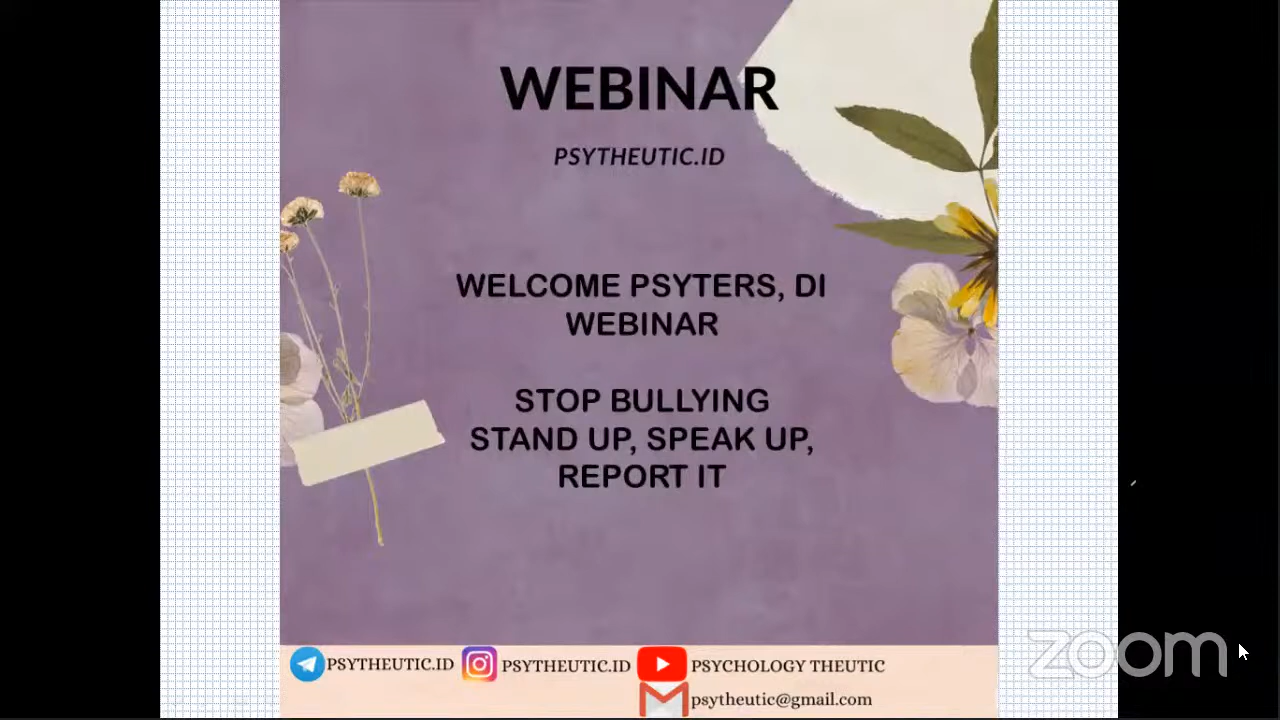 WEBINAR
PSYTHEUTIC.ID
WELCOME PSYTERS, DI
WEBINAR
STOP BULLYING
STAND UP, SPEAK UP,
REPORT IT
PSYTHEUTIC.ID PSYTHEUTIC.ID PSYCHOLOGY THEUTIC
psytheutic@gmail.com
zoom